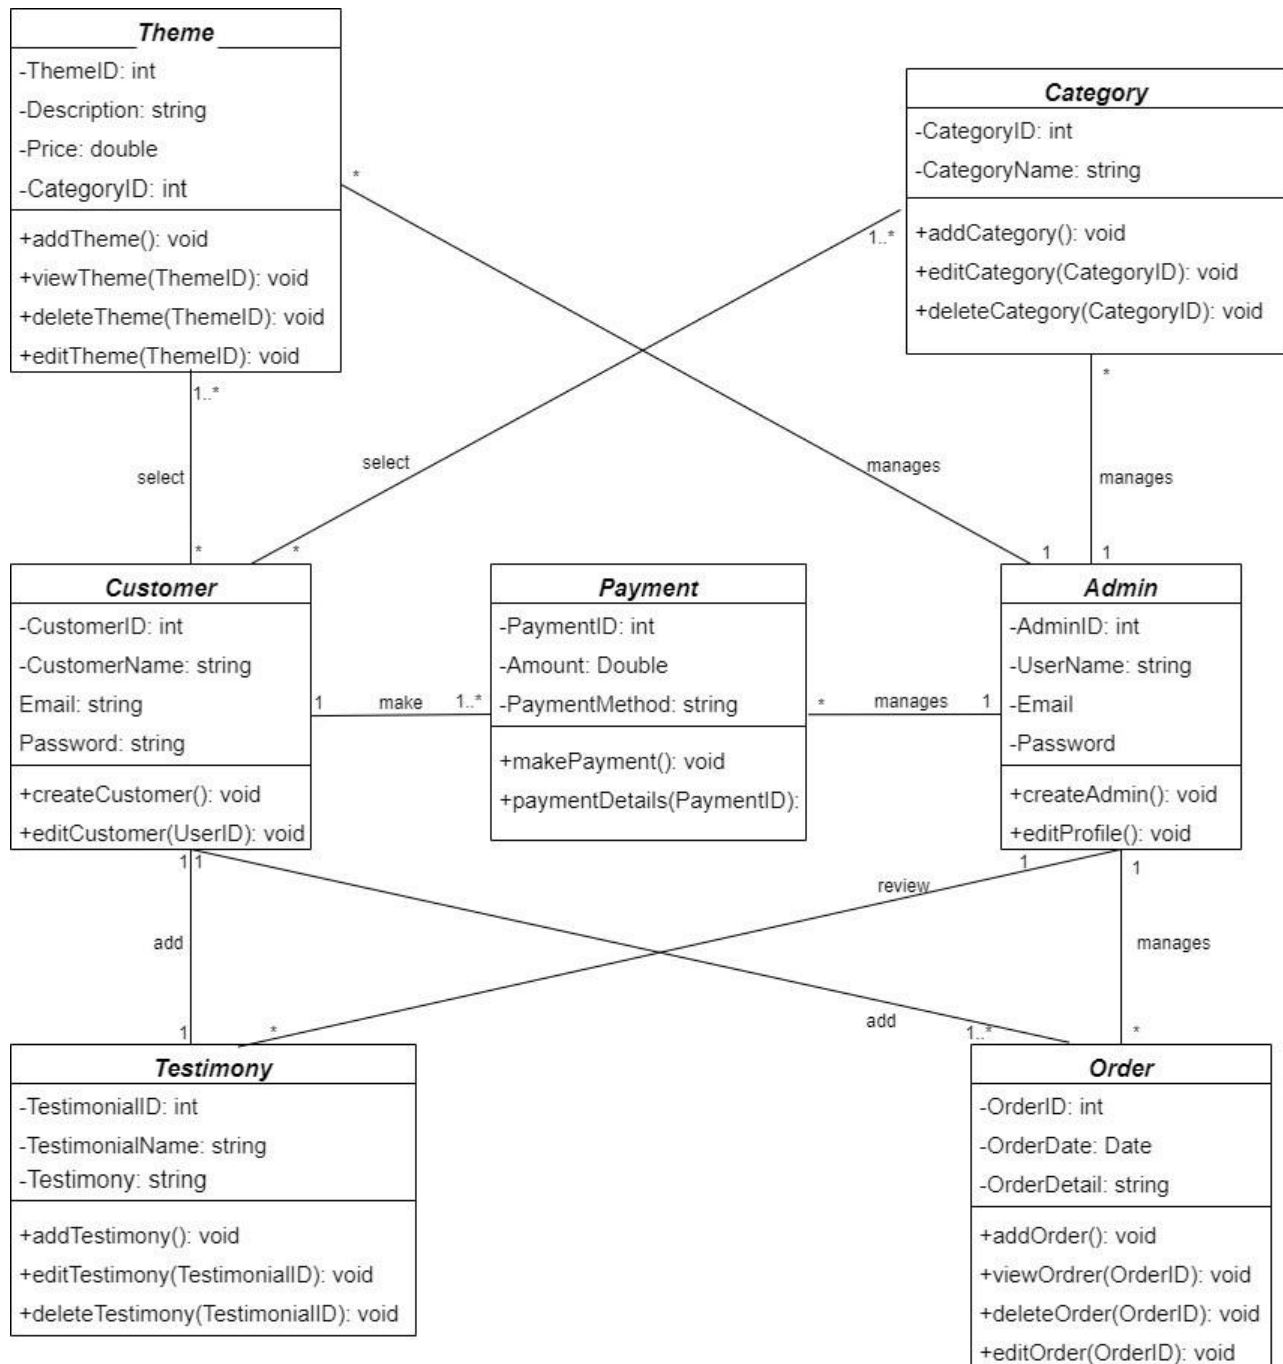 Theme
-ThemeID: int
-Description: string
-Price: double
-CategoryID: int
+addTheme(): void
+viewTheme(ThemeID): void
+deleteTheme(ThemeID): void
+editTheme(ThemeID): void
Category
-CategoryID: int
-CategoryName: string
+addCategory(): void
+editCategory(CategoryID): void
+deleteCategory(CategoryID): void
*
1..*
1..*
*
select
select
manages
manages
*
*
1
1
Customer
-CustomerID: int
-CustomerName: string
Email: string
Password: string
+createCustomer(): void
+editCustomer(UserID): void
1
make
1..*
Payment
-PaymentID: int
-Amount: Double
-PaymentMethod: string
+makePayment(): void
+paymentDetails(PaymentID):
*
manages
1
Admin
-AdminID: int
-UserName: string
-Email
-Password
+createAdmin(): void
+editProfile(): void
1
1
1
1
review
add
manages
add
1
*
1..*
*
Testimony
-TestimonialID: int
-TestimonialName: string
-Testimony: string
+addTestimony(): void
+editTestimony(TestimonialID): void
+deleteTestimony(TestimonialID): void
Order
-OrderID: int
-OrderDate: Date
-OrderDetail: string
+addOrder(): void
+viewOrdrer(OrderID): void
+deleteOrder(OrderID): void
+editOrder(OrderID): void